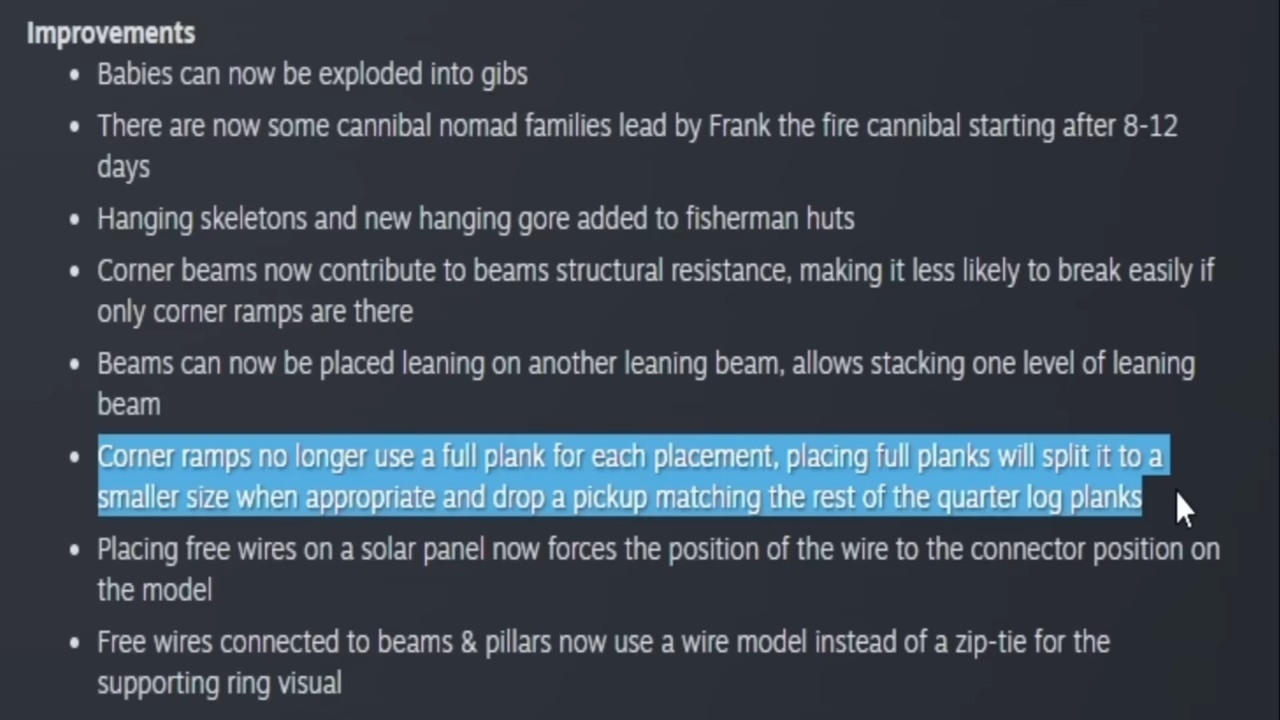 Improvements
• Babies can now be exploded into gibs
• There are now some cannibal nomad families lead by Frank the fire cannibal starting after 8-12
days
• Hanging skeletons and new hanging gore added to fisherman huts
• Corner beams now contribute to beams structural resistance, making it less likely to break easily if
only corner ramps are there
• Beams can now be placed leaning on another leaning beam, allows stacking one level of leaning
beam
• Corner ramps no longer use a full plank for each placement, placing full planks will split it to a
smaller size when appropriate and drop a pickup matching the rest of the quarter log planks
• Placing free wires on a solar panel now forces the position of the wire to the connector position on
the model
• Free wires connected to beams & pillars now use a wire model instead of a zip-tie for the
supporting ring visual